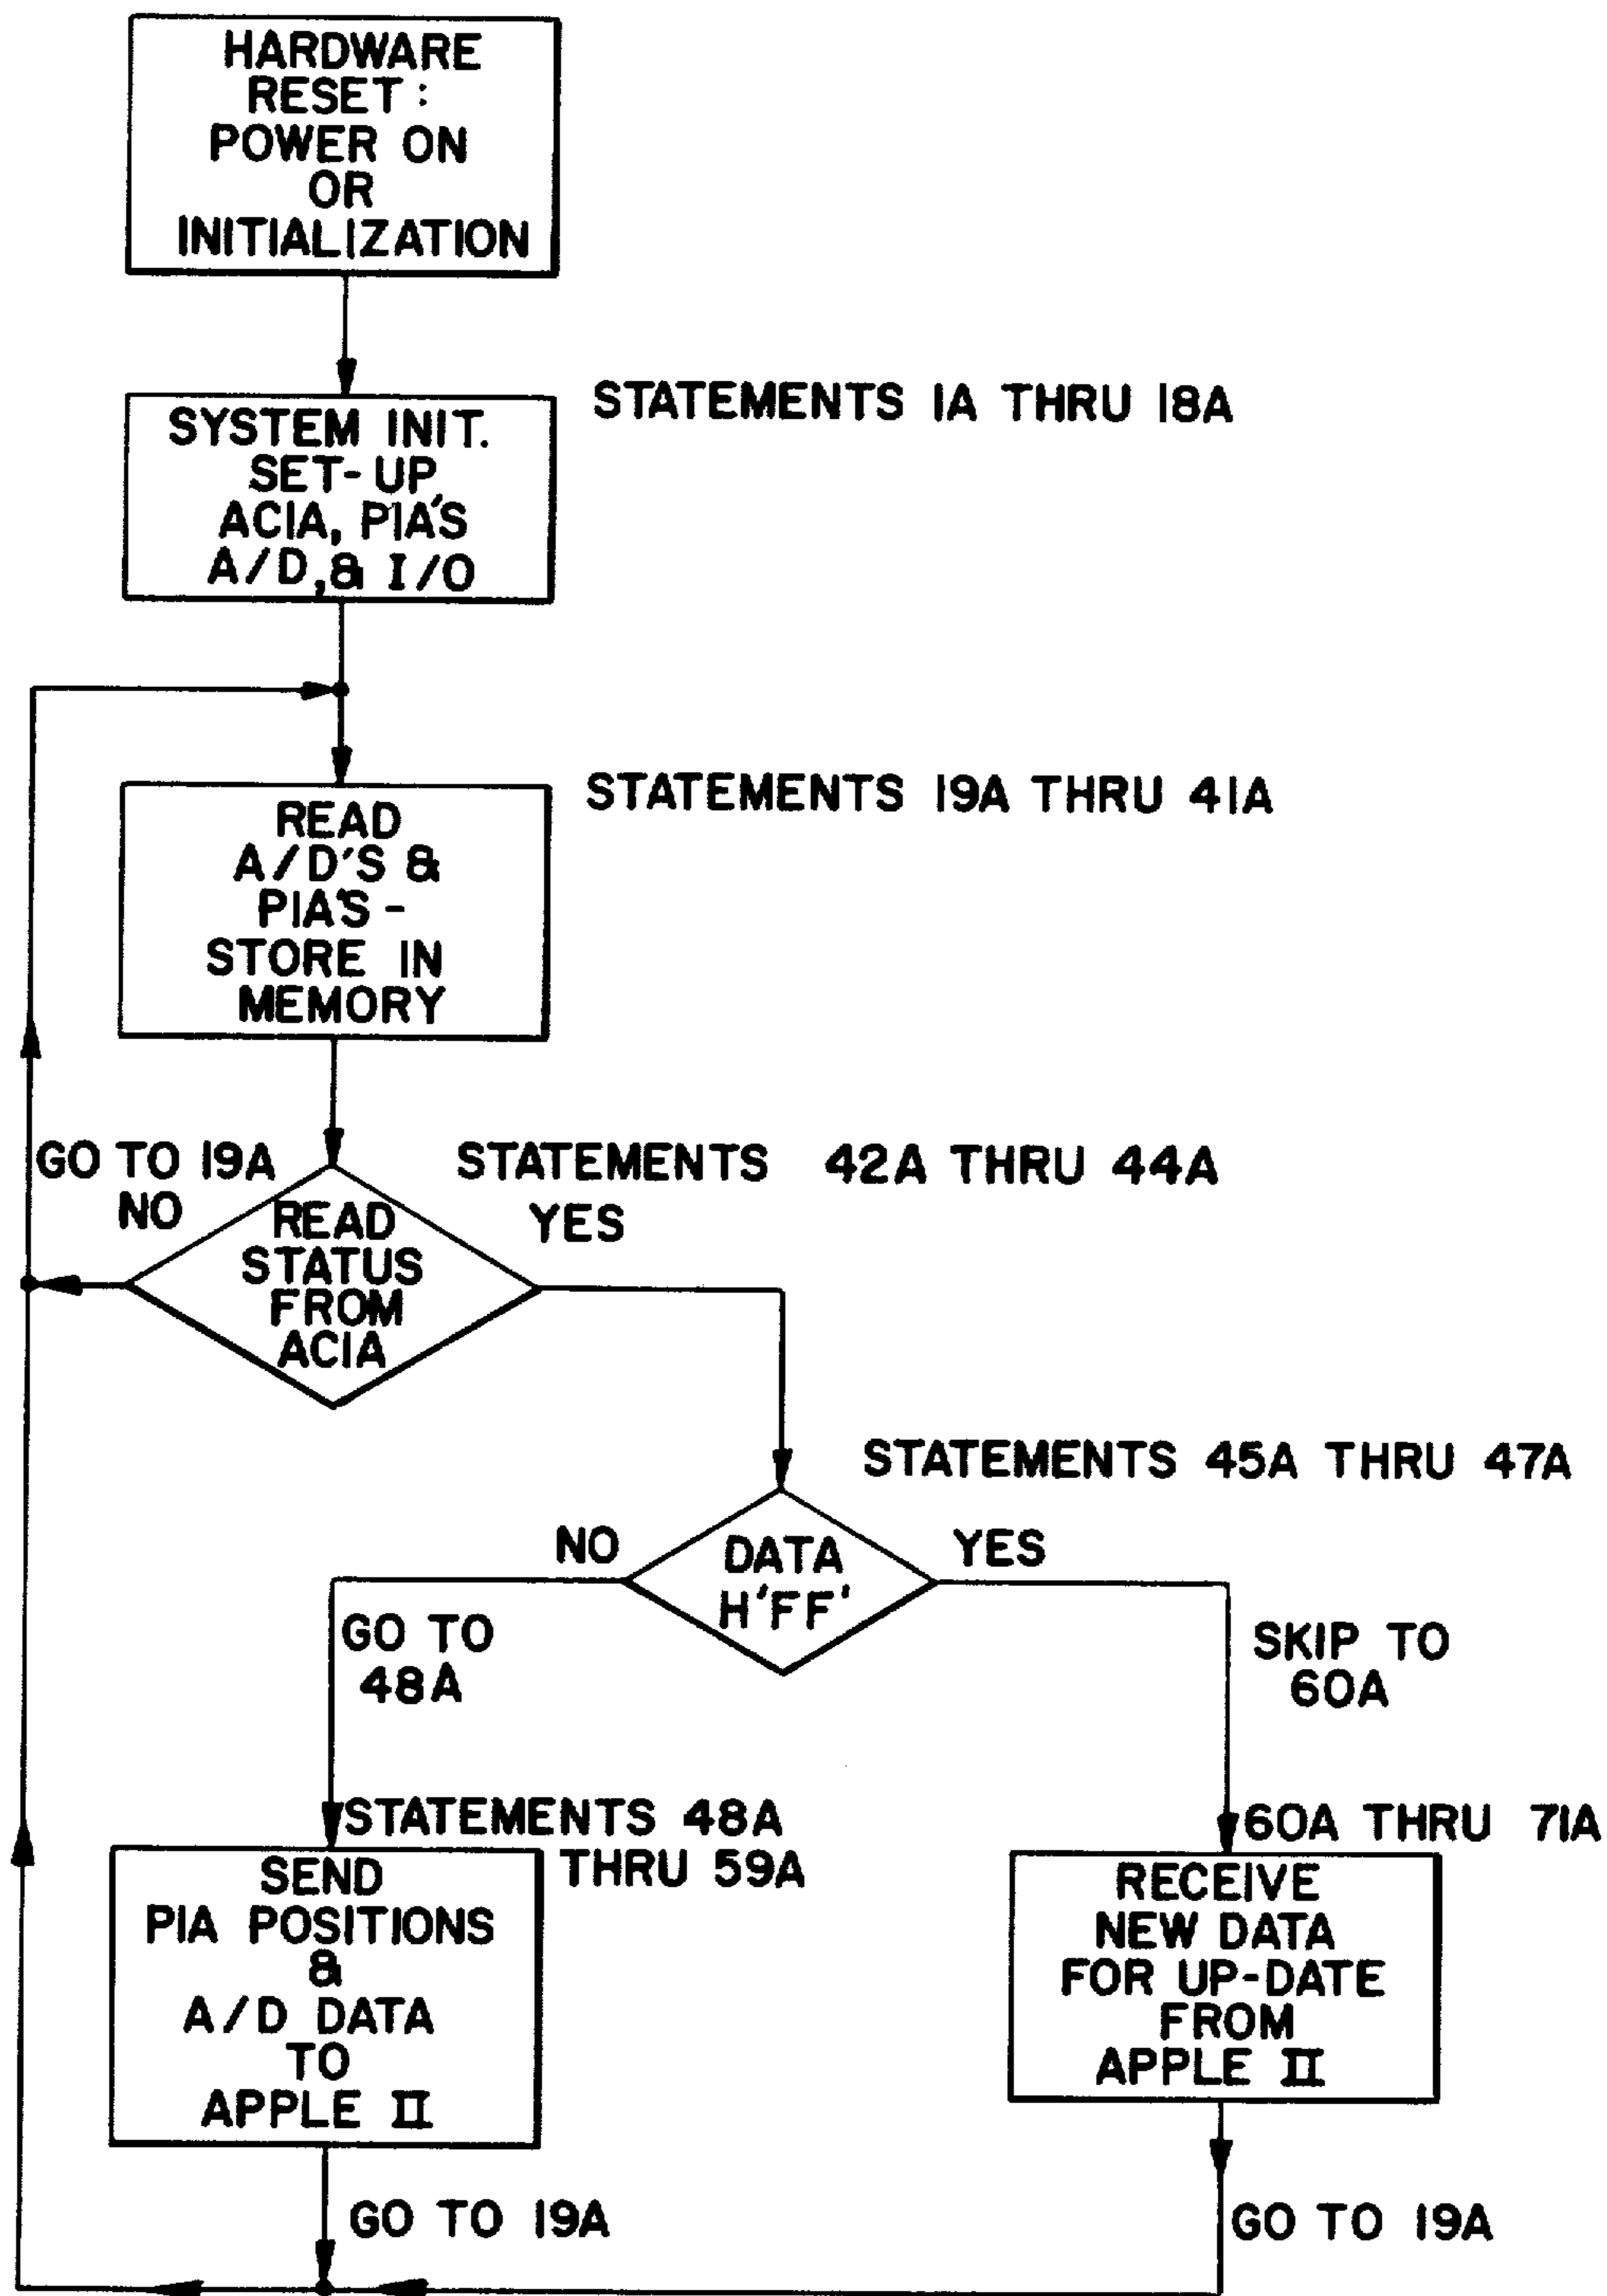 HARDWARE
RESET:
POWER ON
OR
INITIALIZATION
STATEMENTS 1A THRU 18A
SYSTEM INIT.
SET-UP
ACIA, PIA'S
A/D,& I/O
STATEMENTS 19A THRU 41A
READ
A/D'S &
PIA'S -
STORE IN
MEMORY
GO TO 19A
NO
STATEMENTS 42A THRU 44A
YES
READ
STATUS
FROM
ACIA
STATEMENTS 45A THRU 47A
NO
DATA
H'FF'
YES
GO TO
48A
SKIP TO
60A
STATEMENTS 48A
THRU 59A
SEND
PIA POSITIONS
&
A/D DATA
TO
APPLE II
60A THRU 71A
RECEIVE
NEW DATA
FOR UP-DATE
FROM
APPLE II
GO TO 19A
GO TO 19A